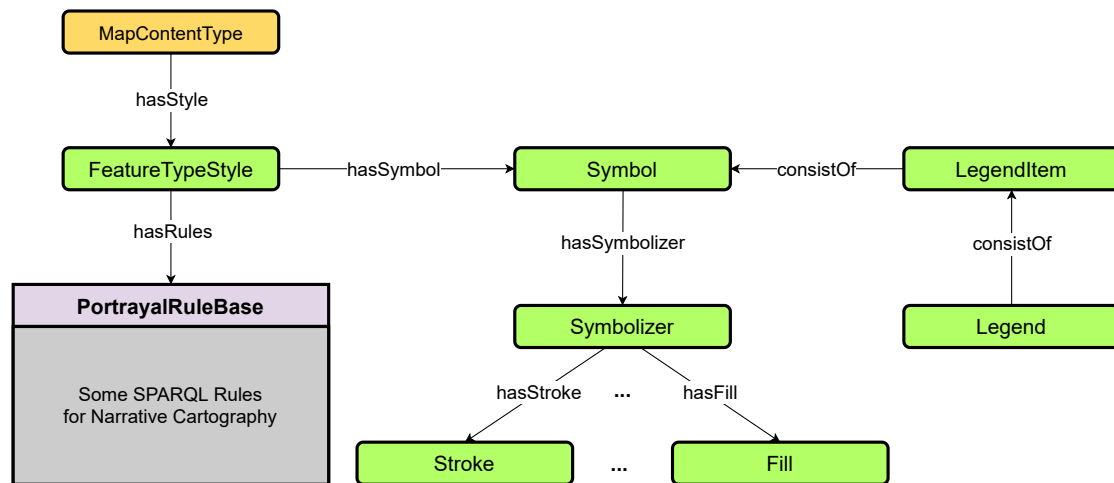 MapContentType
hasStyle
FeatureTypeStyle
hasSymbol
Symbol
consistOf
LegendItem
hasRules
hasSymbolizer
consistOf
PortrayalRuleBase
Symbolizer
Legend
Some SPARQL Rules
for Narrative Cartography
hasStroke
...
hasFill
Stroke
...
Fill